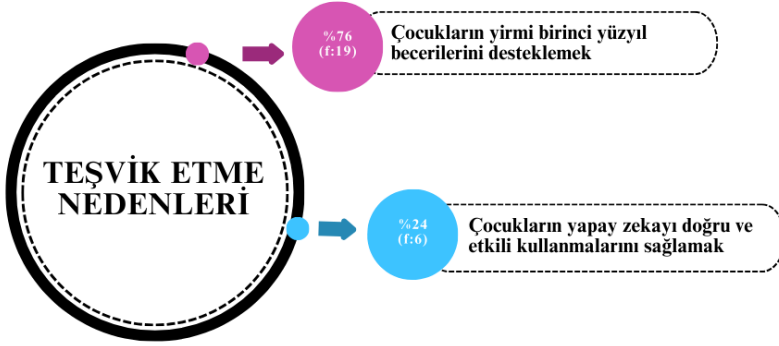 %76
(f:19)
Çocukların yirmi birinci yüzyıl
becerilerini desteklemek
TEŞVİK ETME
NEDENLERİ
%24
(f:6)
Çocukların yapay zekayı doğru ve
etkili kullanmalarını sağlamak